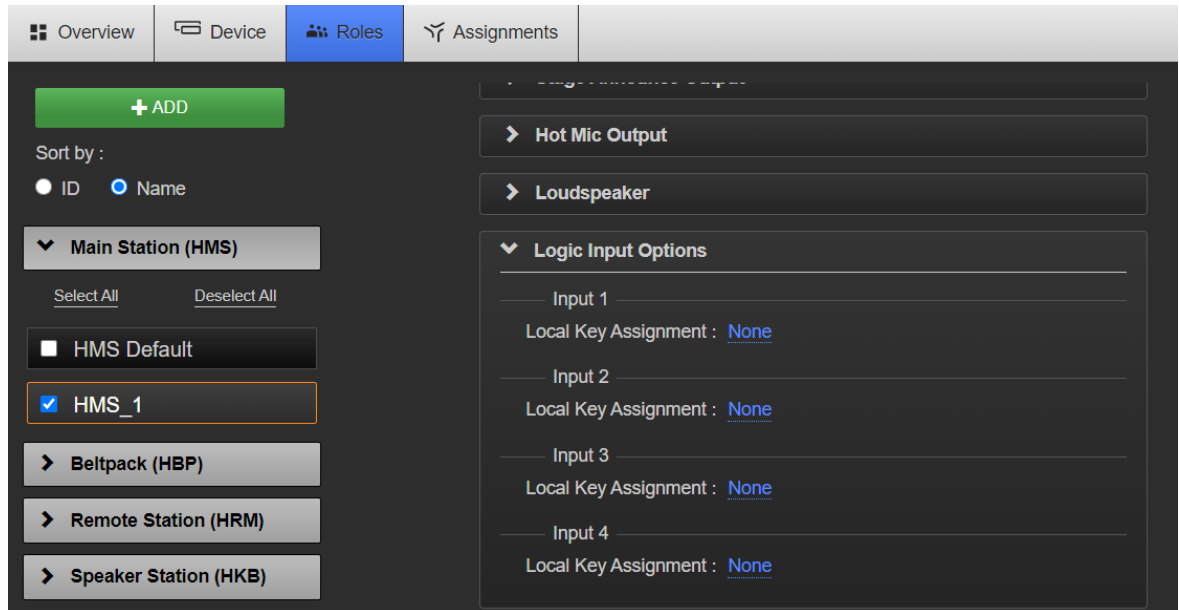 Overview Device Roles Assignments
ADD
Sort by :
ID Name
Main Station (HMS)
Select All Deselect All
HMS Default
HMS_1
Beltpack (HBP)
Remote Station (HRM)
Speaker Station (HKB)
Hot Mic Output
Loudspeaker
Logic Input Options
Input 1
Local Key Assignment : None
Input 2
Local Key Assignment : None
Input 3
Local Key Assignment : None
Input 4
Local Key Assignment : None